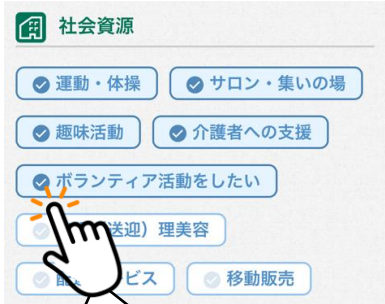 社会資源
運動・体操 サロン・集いの場
趣味活動 介護者への支援
ボランティア活動をしたい
送迎）理美容
ービス 移動販売